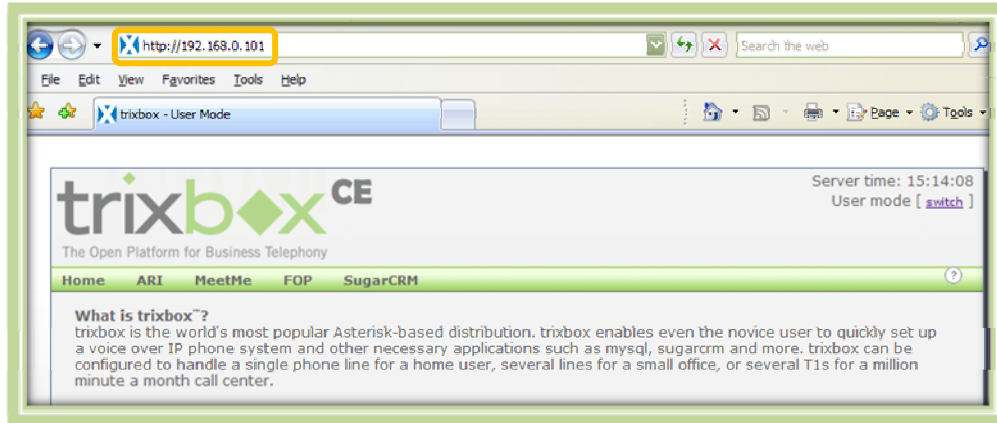 http://192.168.0.101
Search the web
File Edit View Favorites Tools Help
trixbox - User Mode
Page Tools
trixbox CE
Server time: 15:14:08
User mode [ switch ]
The Open Platform for Business Telephony
Home ARI MeetMe FOP SugarCRM ?
What is trixbox™?
trixbox is the world's most popular Asterisk-based distribution. trixbox enables even the novice user to quickly set up
a voice over IP phone system and other necessary applications such as mysql, sugarcrm and more. trixbox can be
configured to handle a single phone line for a home user, several lines for a small office, or several T1s for a million
minute a month call center.